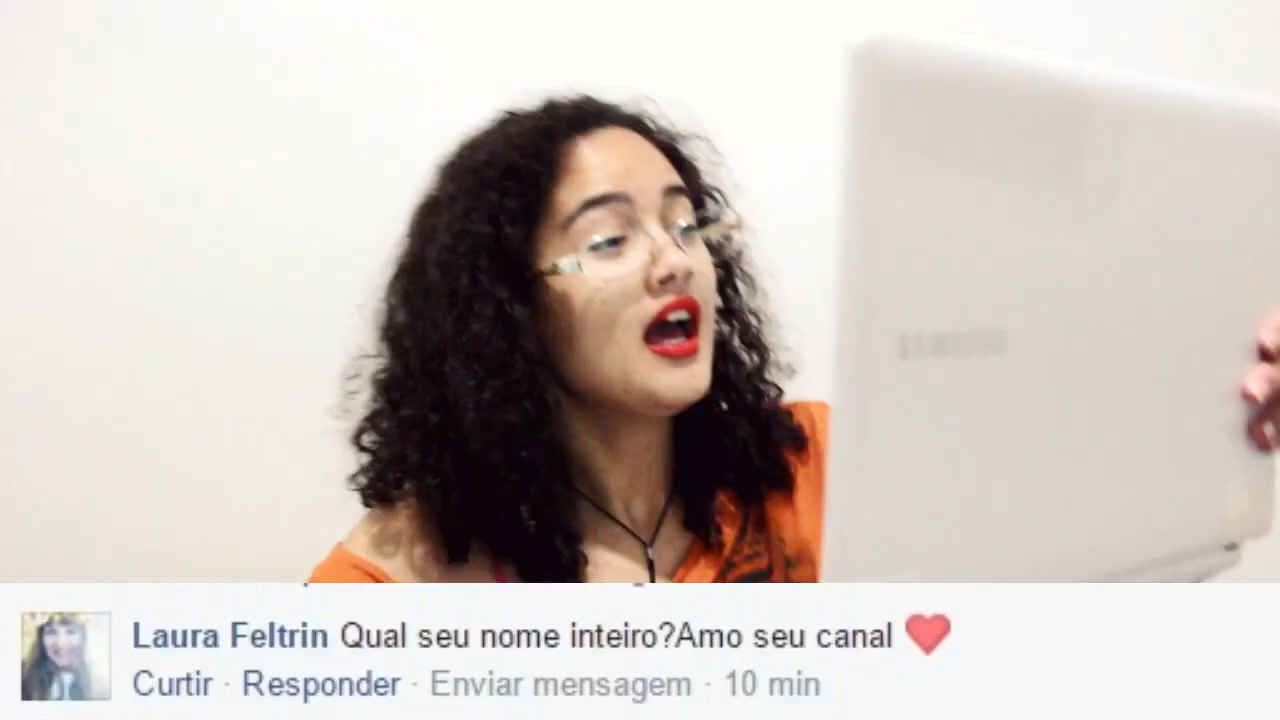 Laura Feltrin Qual seu nome inteiro?Amo seu canal ❤
Curtir · Responder · Enviar mensagem · 10 min